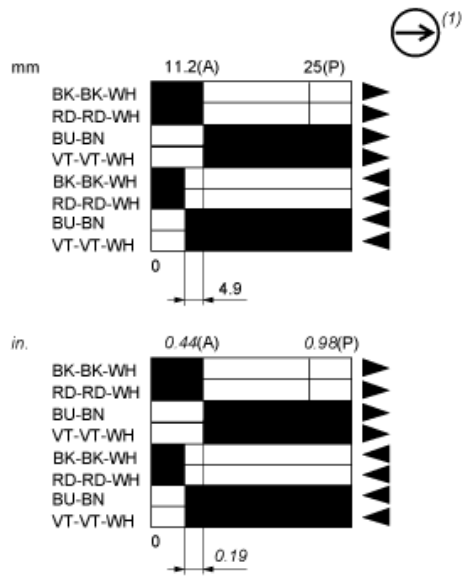 (1)
mm 11.2(A) 25(P)
BK-BK-WH
RD-RD-WH
BU-BN
VT-VT-WH
BK-BK-WH
RD-RD-WH
BU-BN
VT-VT-WH
0
4.9
in. 0.44(A) 0.98(P)
BK-BK-WH
RD-RD-WH
BU-BN
VT-VT-WH
BK-BK-WH
RD-RD-WH
BU-BN
VT-VT-WH
0
0.19